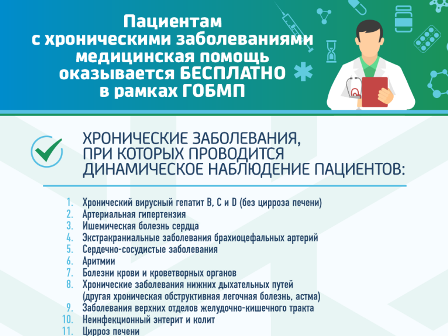 Пациентам
с хроническими заболеваниями
медицинская помощь
оказывается БЕСПЛАТНО
в рамках ГОБМП
ХРОНИЧЕСКИЕ ЗАБОЛЕВАНИЯ,
ПРИ КОТОРЫХ ПРОВОДИТСЯ
ДИНАМИЧЕСКОЕ НАБЛЮДЕНИЕ ПАЦИЕНТОВ:
1. Хронический вирусный гепатит В, С и D (без цирроза печени)
2. Артериальная гипертензия
3. Ишемическая болезнь сердца
4. Экстракраниальные заболевания брахиоцефальных артерий
5. Сердечно-сосудистые заболевания
6. Аритмии
7. Болезни крови и кроветворных органов
8. Хронические заболевания нижних дыхательных путей
(другая хроническая обструктивная легочная болезнь, астма)
9. Заболевания верхних отделов желудочно-кишечного тракта
10. Неинфекционный энтерит и колит
11. Цирроз печени